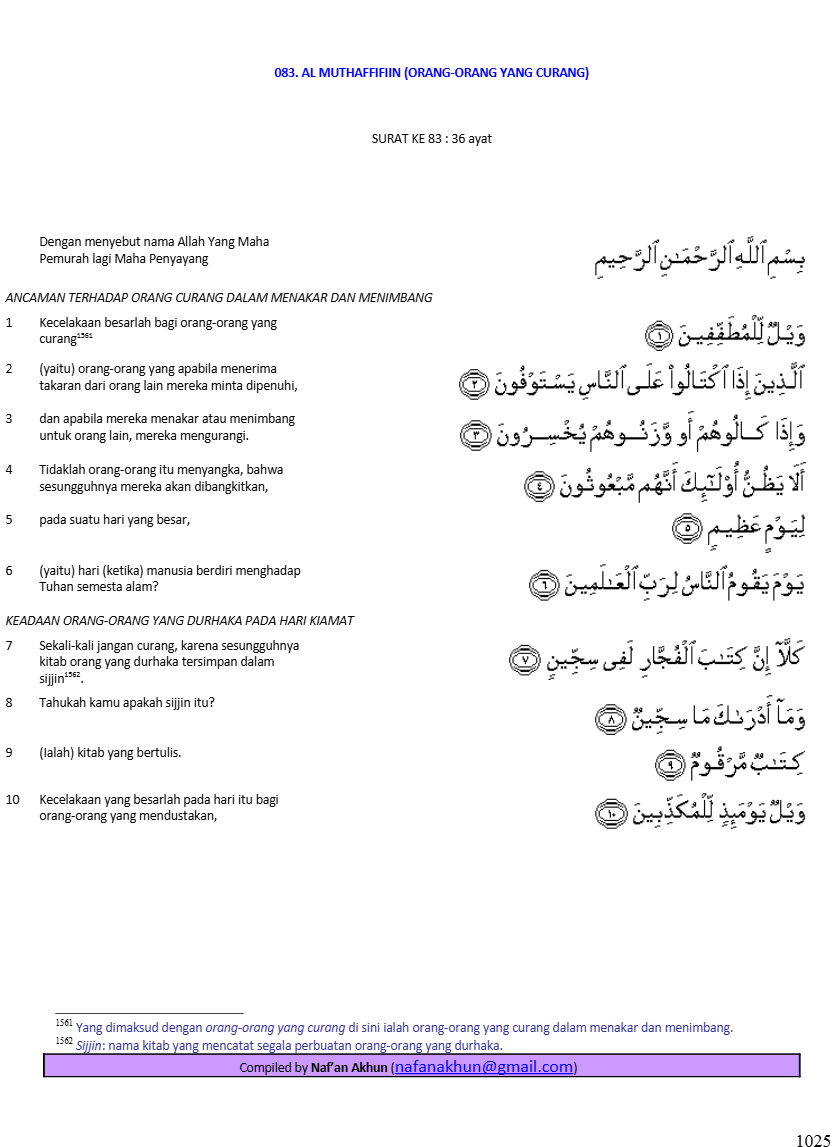 083. AL MUTHAFFIFIIN (ORANG-ORANG YANG CURANG)
SURAT KE 83 : 36 ayat
Dengan menyebut nama Allah Yang Maha
Pemurah lagi Maha Penyayang
بِسْمِ ٱللَّهِ ٱلرَّحْمَـٰنِ ٱلرَّحِيمِ
ANCAMAN TERHADAP ORANG CURANG DALAM MENAKAR DAN MENIMBANG
1 Kecelakaan besarlah bagi orang-orang yang
curang¹⁵⁶¹
وَيْلٌ لِّلْمُطَفِّفِينَ ﴿١﴾
2 (yaitu) orang-orang yang apabila menerima
takaran dari orang lain mereka minta dipenuhi,
ٱلَّذِينَ إِذَا ٱكْتَالُوا۟ عَلَى ٱلنَّاسِ يَسْتَوْفُونَ ﴿٢﴾
3 dan apabila mereka menakar atau menimbang
untuk orang lain, mereka mengurangi.
وَإِذَا كَالُوهُمْ أَو وَّزَنُوهُمْ يُخْسِرُونَ ﴿٣﴾
4 Tidaklah orang-orang itu menyangka, bahwa
sesungguhnya mereka akan dibangkitkan,
أَلَا يَظُنُّ أُو۟لَـٰٓئِكَ أَنَّهُم مَّبْعُوثُونَ ﴿٤﴾
5 pada suatu hari yang besar,
لِيَوْمٍ عَظِيمٍ ﴿٥﴾
6 (yaitu) hari (ketika) manusia berdiri menghadap
Tuhan semesta alam?
يَوْمَ يَقُومُ ٱلنَّاسُ لِرَبِّ ٱلْعَـٰلَمِينَ ﴿٦﴾
KEADAAN ORANG-ORANG YANG DURHAKA PADA HARI KIAMAT
7 Sekali-kali jangan curang, karena sesungguhnya
kitab orang yang durhaka tersimpan dalam
sijjin¹⁵⁶².
كَلَّآ إِنَّ كِتَـٰبَ ٱلْفُجَّارِ لَفِى سِجِّينٍ ﴿٧﴾
8 Tahukah kamu apakah sijjin itu?
وَمَآ أَدْرَىٰكَ مَا سِجِّينٌ ﴿٨﴾
9 (Ialah) kitab yang bertulis.
كِتَـٰبٌ مَّرْقُومٌ ﴿٩﴾
10 Kecelakaan yang besarlah pada hari itu bagi
orang-orang yang mendustakan,
وَيْلٌ يَوْمَئِذٍ لِّلْمُكَذِّبِينَ ﴿١٠﴾
¹⁵⁶¹ Yang dimaksud dengan orang-orang yang curang di sini ialah orang-orang yang curang dalam menakar dan menimbang.
¹⁵⁶² Sijjin: nama kitab yang mencatat segala perbuatan orang-orang yang durhaka.
Compiled by Naf’an Akhun (nafanakhun@gmail.com)
1025